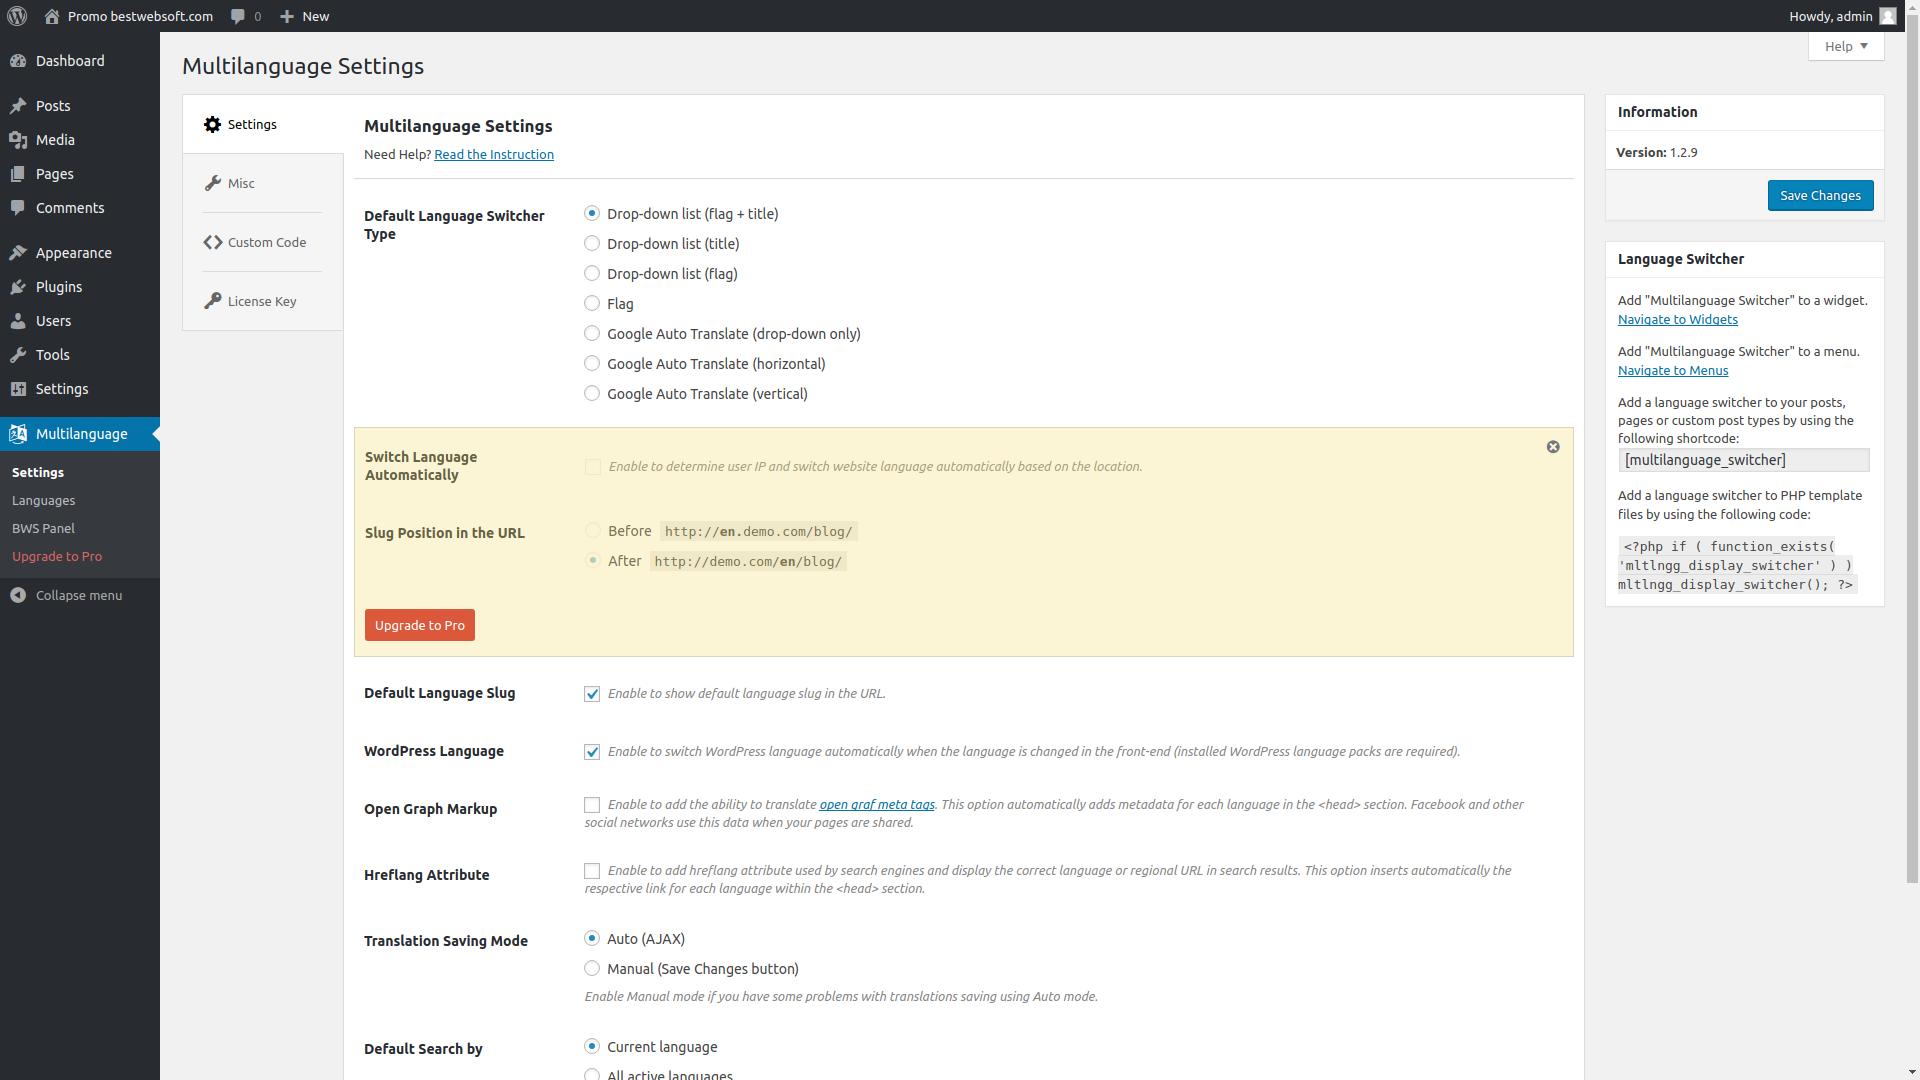 Promo bestwebsoft.com
0
New
Howdy, admin
Dashboard
Posts
Media
Pages
Comments
Appearance
Plugins
Users
Tools
Settings
Multilanguage
Settings
Languages
BWS Panel
Upgrade to Pro
Collapse menu
Help
Multilanguage Settings
Settings
Misc
Custom Code
License Key
Multilanguage Settings
Need Help? Read the Instruction
Default Language Switcher
Type
Drop-down list (flag + title)
Drop-down list (title)
Drop-down list (flag)
Flag
Google Auto Translate (drop-down only)
Google Auto Translate (horizontal)
Google Auto Translate (vertical)
Switch Language
Automatically
Enable to determine user IP and switch website language automatically based on the location.
Slug Position in the URL
Before http://en.demo.com/blog/
After http://demo.com/en/blog/
Upgrade to Pro
Default Language Slug
Enable to show default language slug in the URL.
WordPress Language
Enable to switch WordPress language automatically when the language is changed in the front-end (installed WordPress language packs are required).
Open Graph Markup
Enable to add the ability to translate open graf meta tags. This option automatically adds metadata for each language in the <head> section. Facebook and other
social networks use this data when your pages are shared.
Hreflang Attribute
Enable to add hreflang attribute used by search engines and display the correct language or regional URL in search results. This option inserts automatically the
respective link for each language within the <head> section.
Translation Saving Mode
Auto (AJAX)
Manual (Save Changes button)
Enable Manual mode if you have some problems with translations saving using Auto mode.
Default Search by
Current language
All active languages
Information
Version: 1.2.9
Save Changes
Language Switcher
Add "Multilanguage Switcher" to a widget.
Navigate to Widgets
Add "Multilanguage Switcher" to a menu.
Navigate to Menus
Add a language switcher to your posts,
pages or custom post types by using the
following shortcode:
[multilanguage_switcher]
Add a language switcher to PHP template
files by using the following code:
<?php if ( function_exists(
'mltlngg_display_switcher' ) )
mltlngg_display_switcher(); ?>